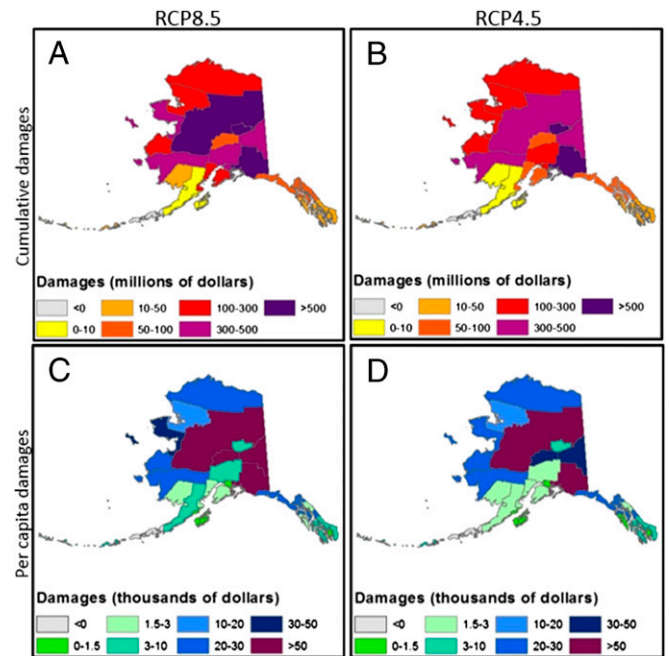 RCP8.5 RCP4.5
Cumulative damages
A B
Damages (millions of dollars) Damages (millions of dollars)
<0 10-50 100-300 >500 <0 10-50 100-300 >500
0-10 50-100 300-500 0-10 50-100 300-500
Per capita damages
C D
Damages (thousands of dollars) Damages (thousands of dollars)
<0 1.5-3 10-20 30-50 <0 1.5-3 10-20 30-50
0-1.5 3-10 20-30 >50 0-1.5 3-10 20-30 >50